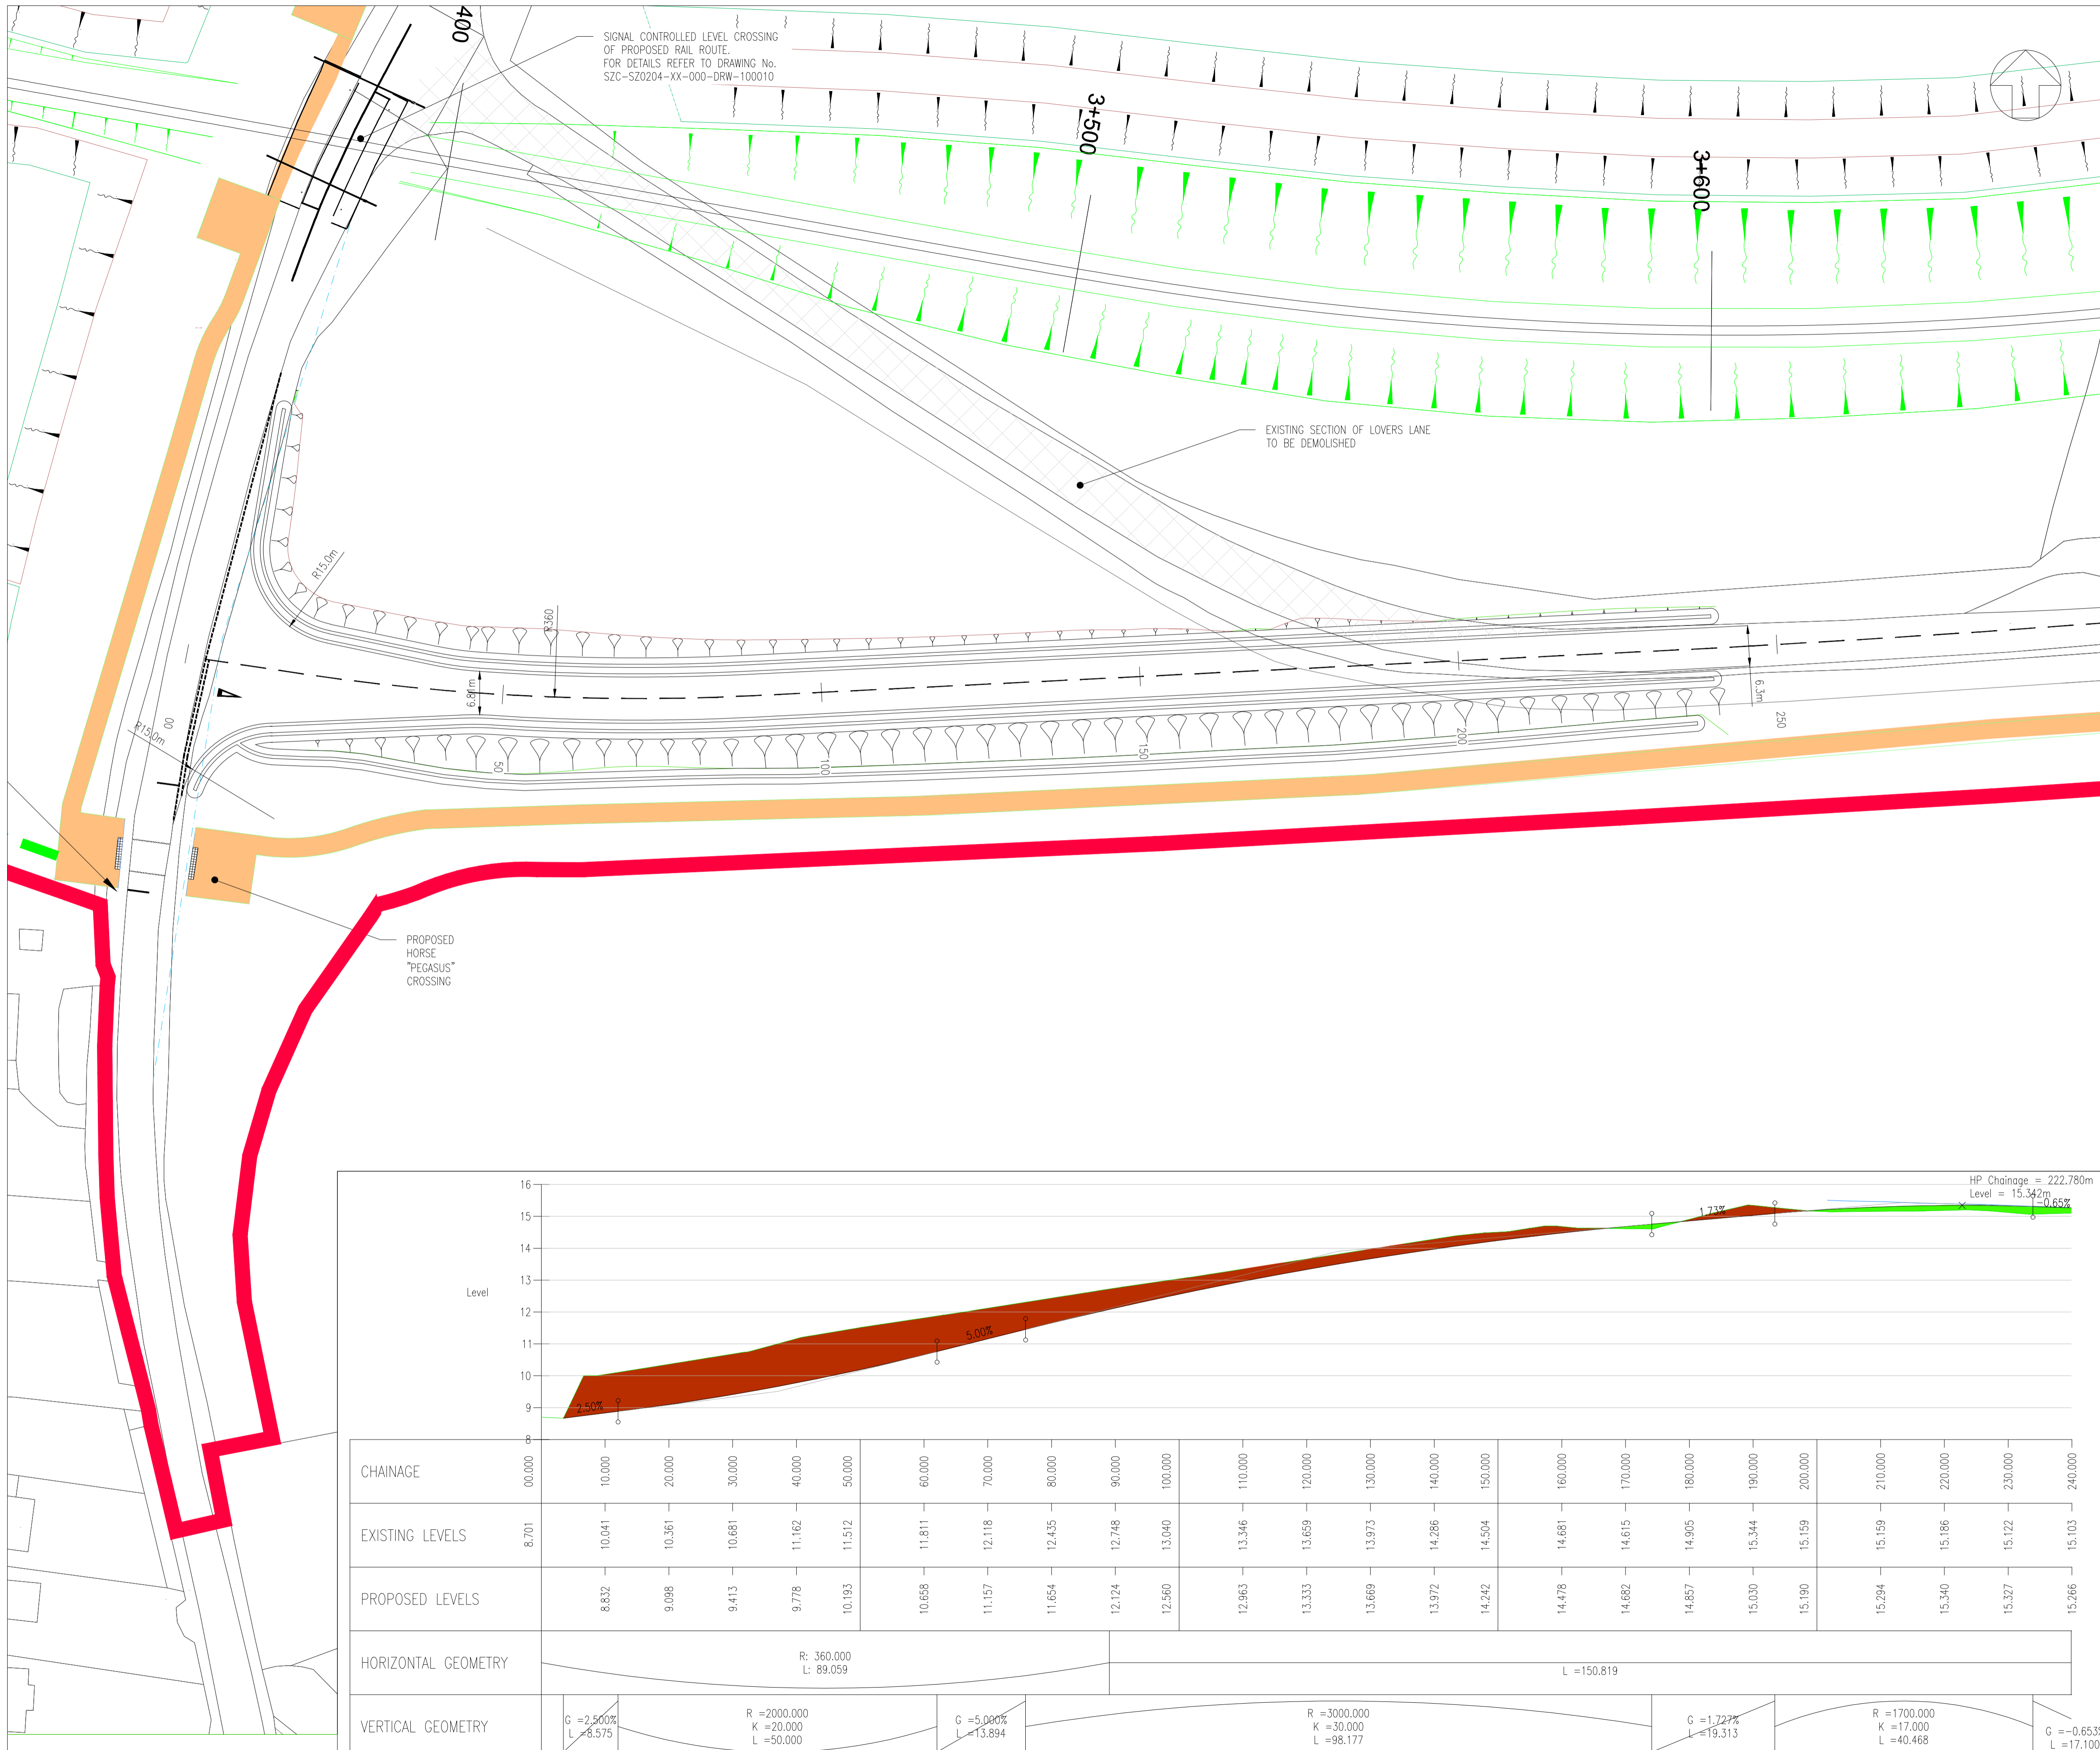 400
SIGNAL CONTROLLED LEVEL CROSSING
OF PROPOSED RAIL ROUTE.
FOR DETAILS REFER TO DRAWING No.
SZC-SZ0204-XX-000-DRW-100010
3+500
3+600
EXISTING SECTION OF LOVERS LANE
TO BE DEMOLISHED
R15.0m
R360
6.81m
6.3m
R15.0m
00
50
100
150
200
250
PROPOSED
HORSE
"PEGASUS"
CROSSING
HP Chainage = 222.780m
Level = 15.342m
-0.65%
1.73%
5.00%
2.50%
16
15
14
13
12
11
10
9
8
Level
CHAINAGE 00.000 10.000 20.000 30.000 40.000 50.000 60.000 70.000 80.000 90.000 100.000 110.000 120.000 130.000 140.000 150.000 160.000 170.000 180.000 190.000 200.000 210.000 220.000 230.000 240.000
EXISTING LEVELS 8.701 10.041 10.361 10.681 11.162 11.512 11.811 12.118 12.435 12.748 13.040 13.346 13.659 13.973 14.286 14.504 14.681 14.615 14.905 15.344 15.159 15.159 15.186 15.122 15.103
PROPOSED LEVELS 8.832 9.098 9.413 9.778 10.193 10.658 11.157 11.654 12.124 12.560 12.963 13.333 13.669 13.972 14.242 14.478 14.682 14.857 15.030 15.190 15.294 15.340 15.327 15.266
HORIZONTAL GEOMETRY
R: 360.000
L: 89.059
L =150.819
VERTICAL GEOMETRY
G =2.500%
L =8.575
R =2000.000
K =20.000
L =50.000
G =5.000%
L =13.894
R =3000.000
K =30.000
L =98.177
G =1.727%
L =19.313
R =1700.000
K =17.000
L =40.468
G =-0.653%